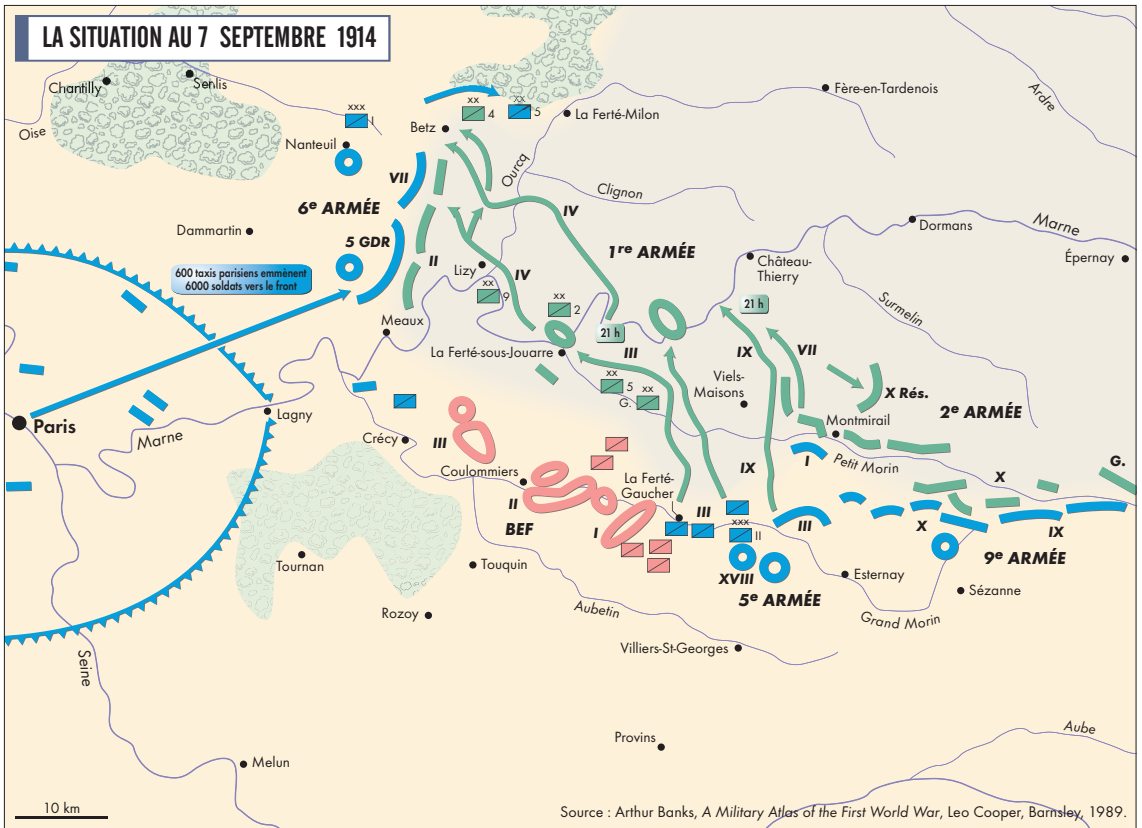 LA SITUATION AU 7 SEPTEMBRE 1914
Chantilly
Senlis
Oise
xxx
I
Nanteuil
Betz
xx
4
xx
5
La Ferté-Milon
Fère-en-Tardenois
Ardre
VII
6e ARMÉE
Ourcq
Clignon
IV
Dammartin
5 GDR
II
Lizy
IV
1re ARMÉE
Château-
Thierry
Dormans
Marne
Épernay
600 taxis parisiens emmènent
6000 soldats vers le front
xx
9
xx
2
21 h
21 h
Surmelin
Meaux
La Ferté-sous-Jouarre
III
IX
VII
xx
5
G.
xx
Viels-
Maisons
X Rés.
2e ARMÉE
Paris
Marne
Lagny
Crécy
III
Coulommiers
Montmirail
I
Petit Morin
II
BEF
I
La Ferté-
Gaucher
IX
III
xxx
II
III
X
G.
X
IX
9e ARMÉE
XVIII
5e ARMÉE
Esternay
Sézanne
Grand Morin
Tournan
Touquin
Rozoy
Aubetin
Villiers-St-Georges
Seine
Melun
Provins
Aube
10 km
Source : Arthur Banks, A Military Atlas of the First World War, Leo Cooper, Barnsley, 1989.